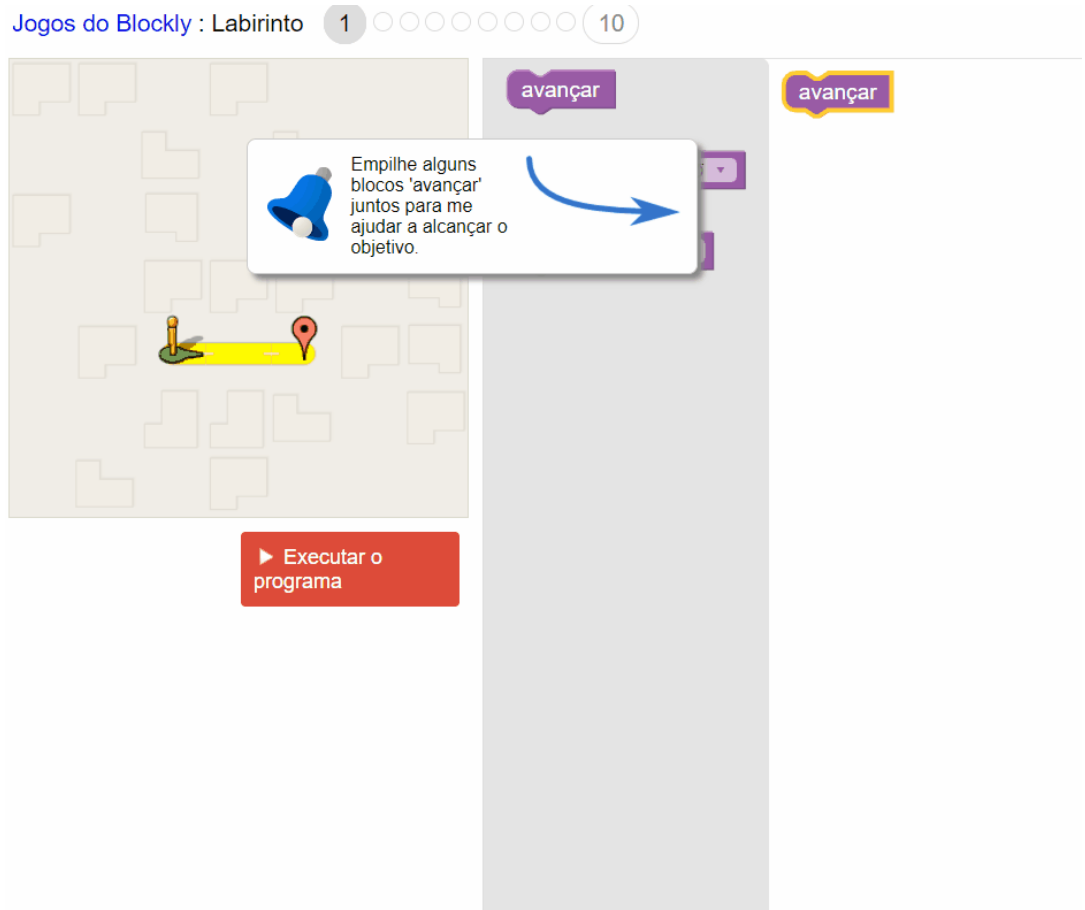 Jogos do Blockly : Labirinto 1 10
avançar
avançar
Empilhe alguns
blocos 'avançar'
juntos para me
ajudar a alcançar o
objetivo.
Executar o
programa